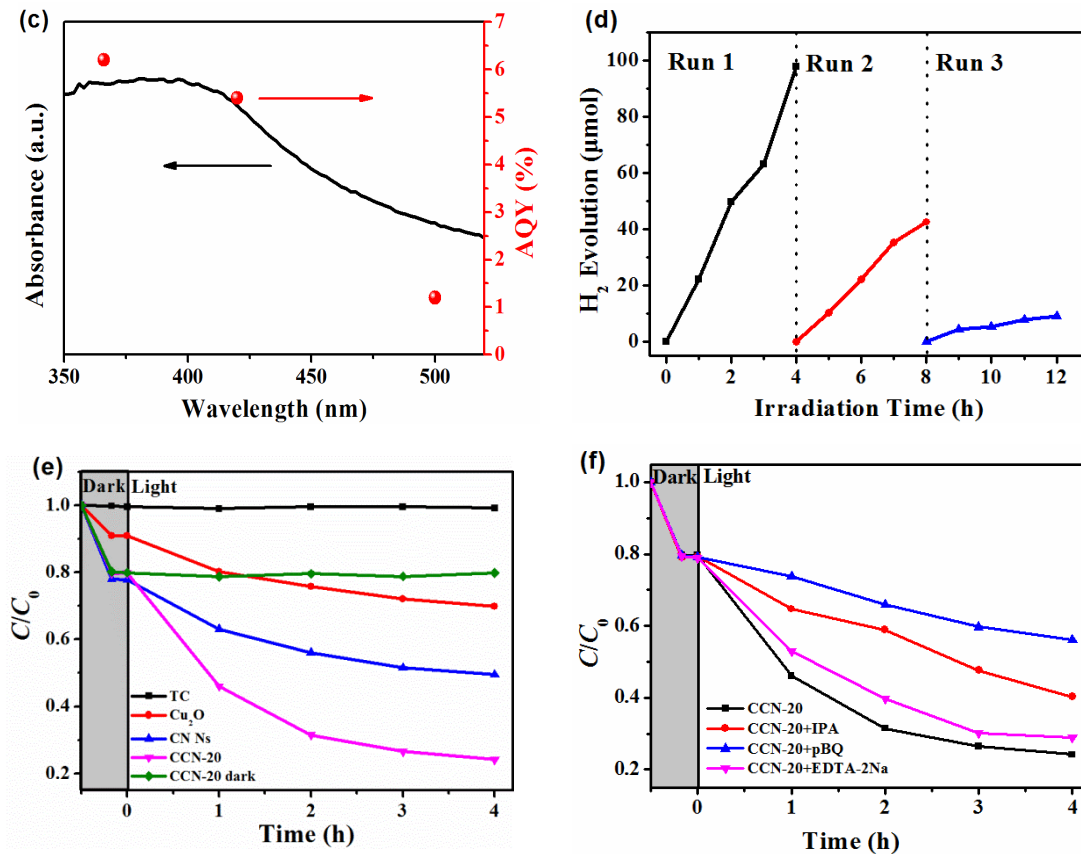 (c)
7
6
5
4
3
2
1
0
Absorbance (a.u.)
AQY (%)
350
400
450
500
Wavelength (nm)
(d)
100
80
60
40
20
0
H₂ Evolution (µmol)
Run 1
Run 2
Run 3
0
2
4
6
8
10
12
Irradiation Time (h)
(e)
Dark
Light
1.0
0.8
0.6
0.4
0.2
C/C₀
TC
Cu₂O
CN Ns
CCN-20
CCN-20 dark
0
1
2
3
4
Time (h)
(f)
Dark
Light
1.0
0.8
0.6
0.4
0.2
C/C₀
CCN-20
CCN-20+IPA
CCN-20+pBQ
CCN-20+EDTA-2Na
0
1
2
3
4
Time (h)